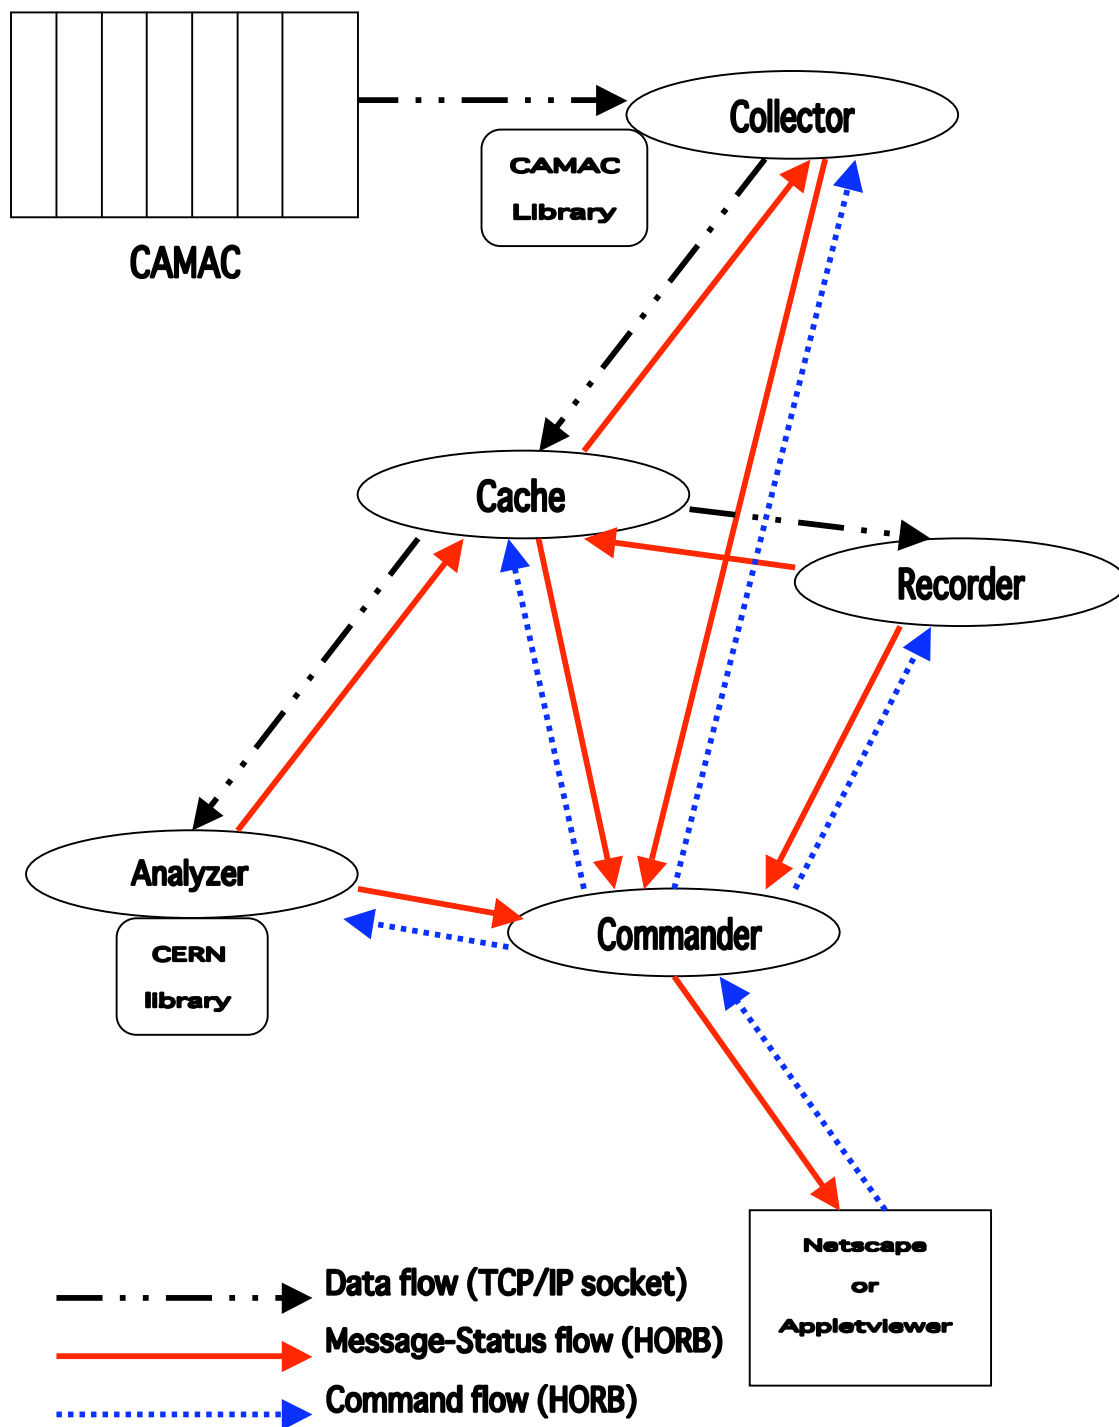 Collector
CAMAC
Library
CAMAC
Cache
Recorder
Analyzer
Commander
CERN
library
Netscape
or
Appletviewer
Data flow (TCP/IP socket)
Message-Status flow (HORB)
Command flow (HORB)